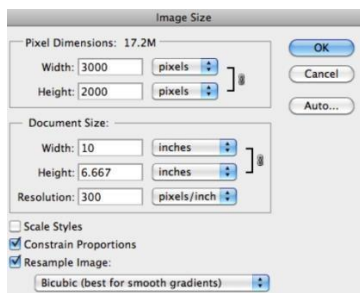 Image Size
Pixel Dimensions: 17.2M
OK
Width: 3000 pixels
Cancel
Height: 2000 pixels
Auto...
Document Size:
Width: 10 inches
Height: 6.667 inches
Resolution: 300 pixels/inch
Scale Styles
Constrain Proportions
Resample Image:
Bicubic (best for smooth gradients)